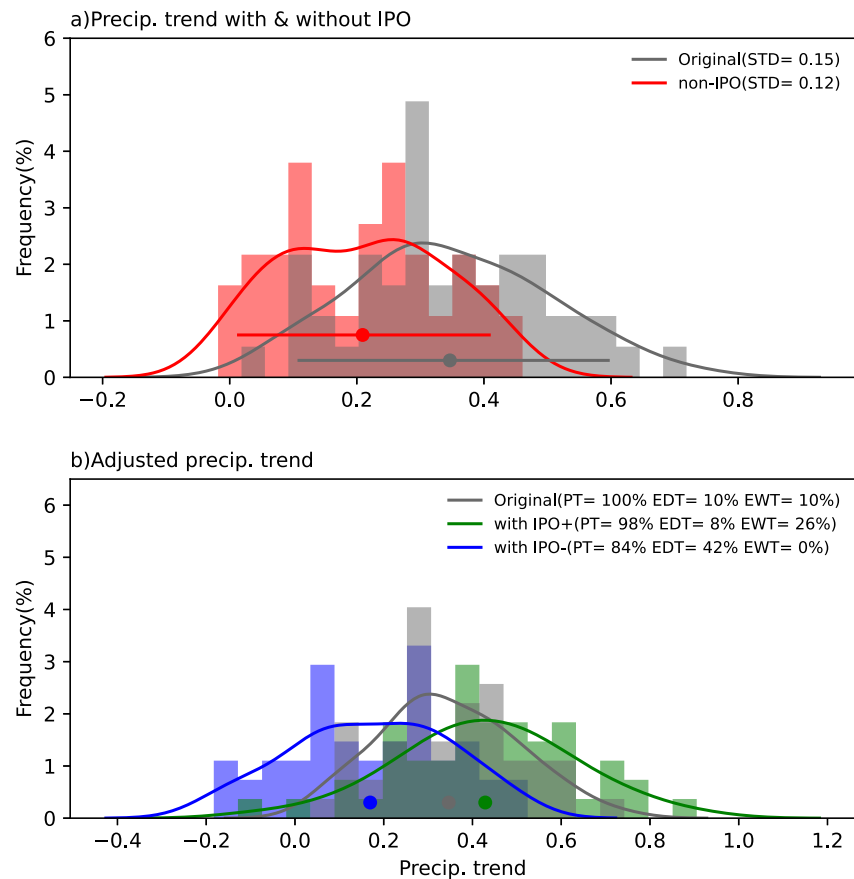 a)Precip. trend with & without IPO
6
5
4
3
2
1
0
Frequency(%)
Original(STD= 0.15)
non-IPO(STD= 0.12)
−0.2 0.0 0.2 0.4 0.6 0.8
b)Adjusted precip. trend
6
5
4
3
2
1
0
Frequency(%)
Original(PT= 100% EDT= 10% EWT= 10%)
with IPO+(PT= 98% EDT= 8% EWT= 26%)
with IPO-(PT= 84% EDT= 42% EWT= 0%)
−0.4 −0.2 0.0 0.2 0.4 0.6 0.8 1.0 1.2
Precip. trend